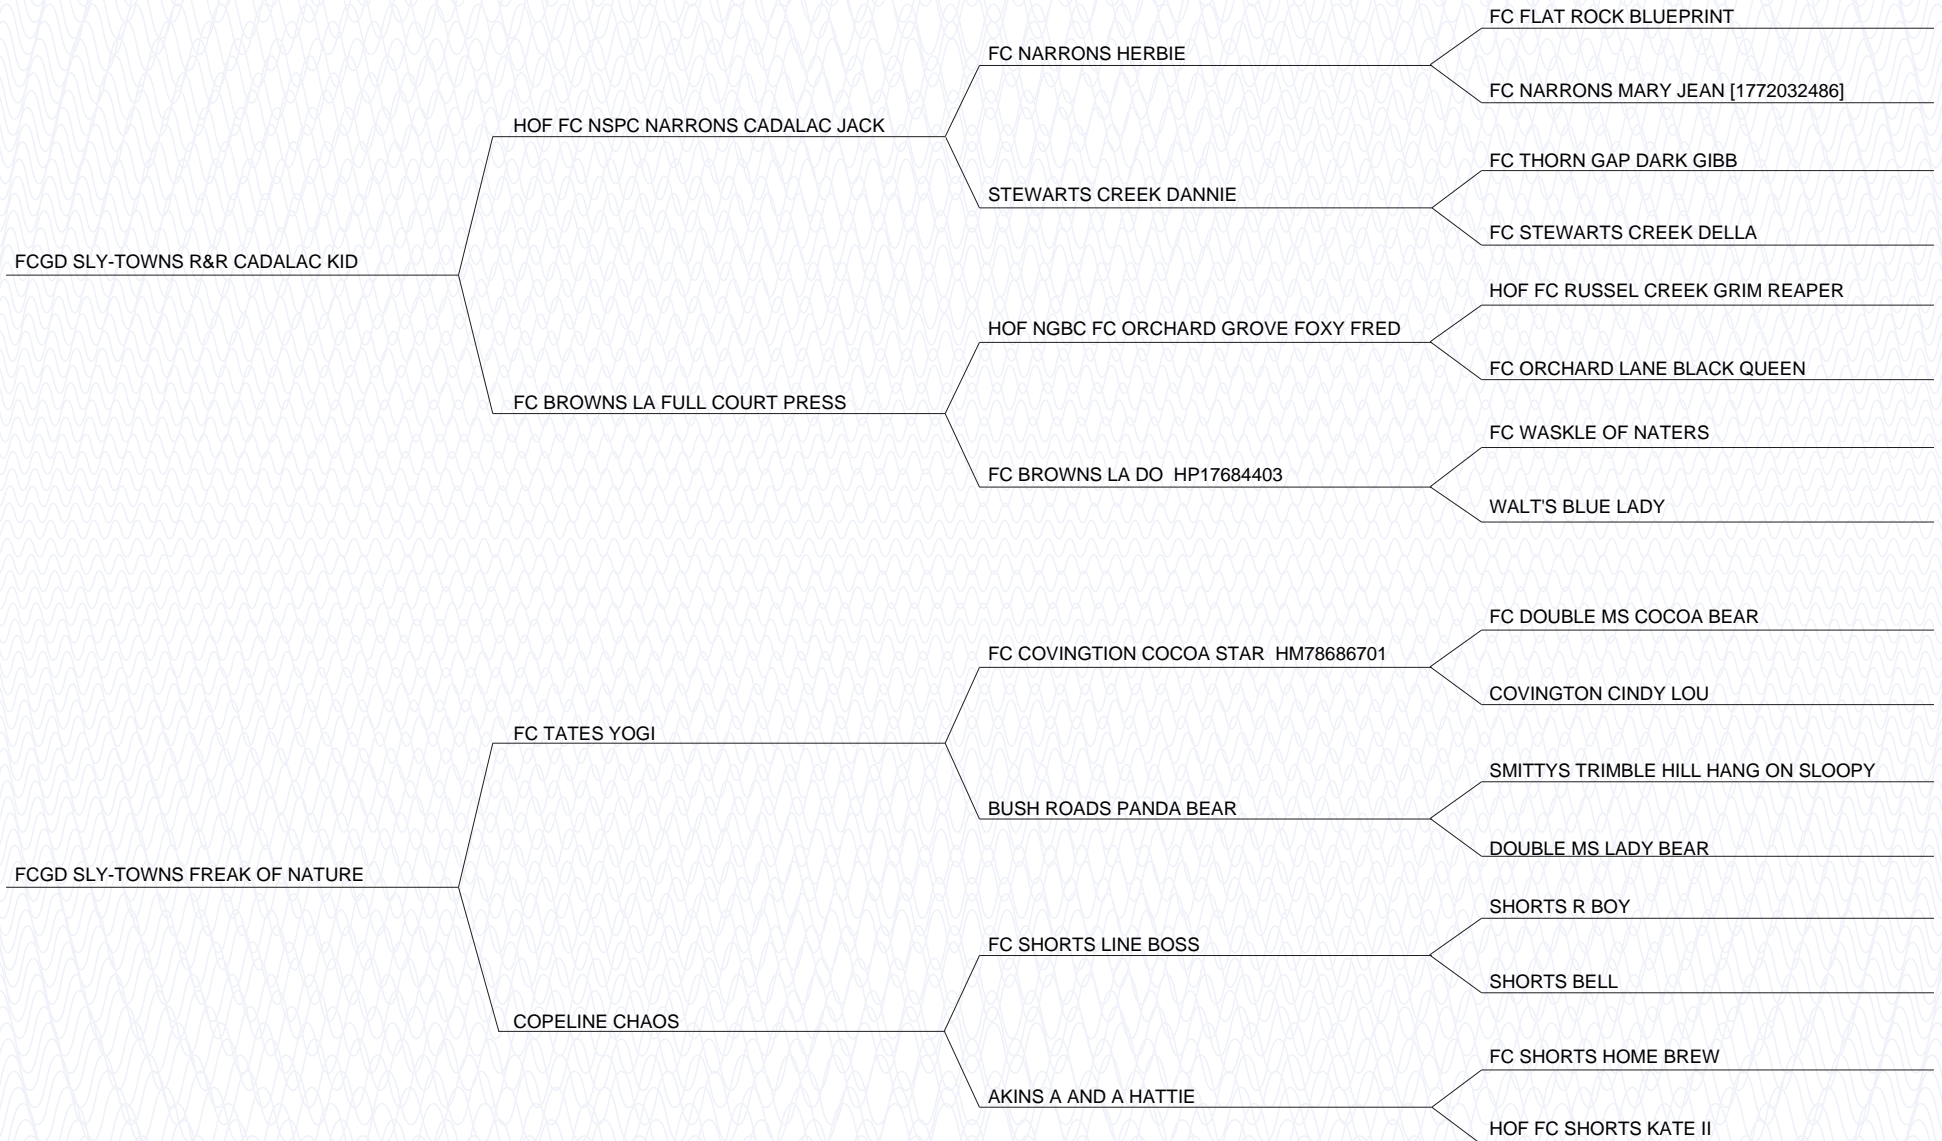 FC FLAT ROCK BLUEPRINT
FC NARRONS HERBIE
FC NARRONS MARY JEAN [1772032486]
HOF FC NSPC NARRONS CADALAC JACK
FC THORN GAP DARK GIBB
STEWARTS CREEK DANNIE
FC STEWARTS CREEK DELLA
FCGD SLY-TOWNS R&R CADALAC KID
HOF FC RUSSEL CREEK GRIM REAPER
HOF NGBC FC ORCHARD GROVE FOXY FRED
FC ORCHARD LANE BLACK QUEEN
FC BROWNS LA FULL COURT PRESS
FC WASKLE OF NATERS
FC BROWNS LA DO  HP17684403
WALT'S BLUE LADY
FC DOUBLE MS COCOA BEAR
FC COVINGTION COCOA STAR  HM78686701
COVINGTON CINDY LOU
FC TATES YOGI
SMITTYS TRIMBLE HILL HANG ON SLOOPY
BUSH ROADS PANDA BEAR
DOUBLE MS LADY BEAR
FCGD SLY-TOWNS FREAK OF NATURE
SHORTS R BOY
FC SHORTS LINE BOSS
SHORTS BELL
COPELINE CHAOS
FC SHORTS HOME BREW
AKINS A AND A HATTIE
HOF FC SHORTS KATE II